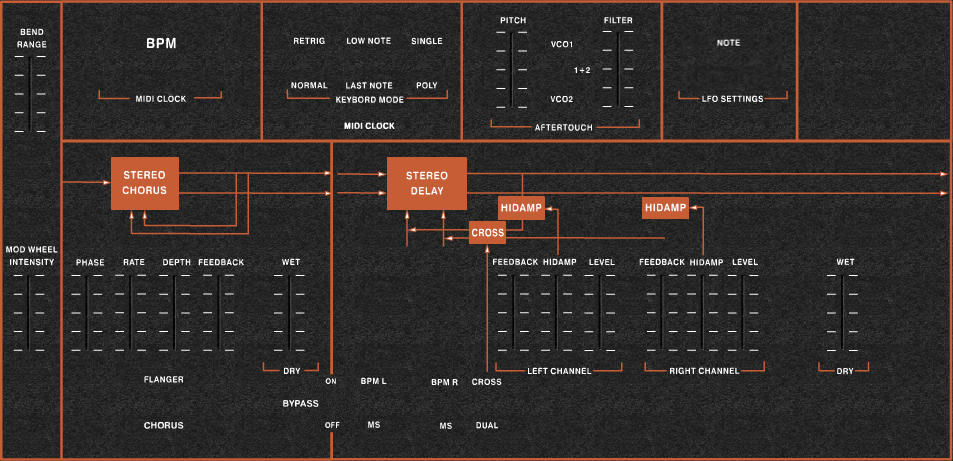 BEND
RANGE
BPM
MIDI CLOCK
RETRIG LOW NOTE SINGLE
NORMAL LAST NOTE POLY
KEYBORD MODE
MIDI CLOCK
PITCH FILTER
VCO1
1+2
VCO2
AFTERTOUCH
NOTE
LFO SETTINGS
STEREO
CHORUS
STEREO
DELAY
HIDAMP
HIDAMP
CROSS
MOD WHEEL
INTENSITY
PHASE RATE DEPTH FEEDBACK WET
FEEDBACK HIDAMP LEVEL
FEEDBACK HIDAMP LEVEL
WET
DRY
LEFT CHANNEL
RIGHT CHANNEL
DRY
FLANGER
ON
BPM L
BPM R
CROSS
BYPASS
CHORUS
OFF
MS
MS
DUAL